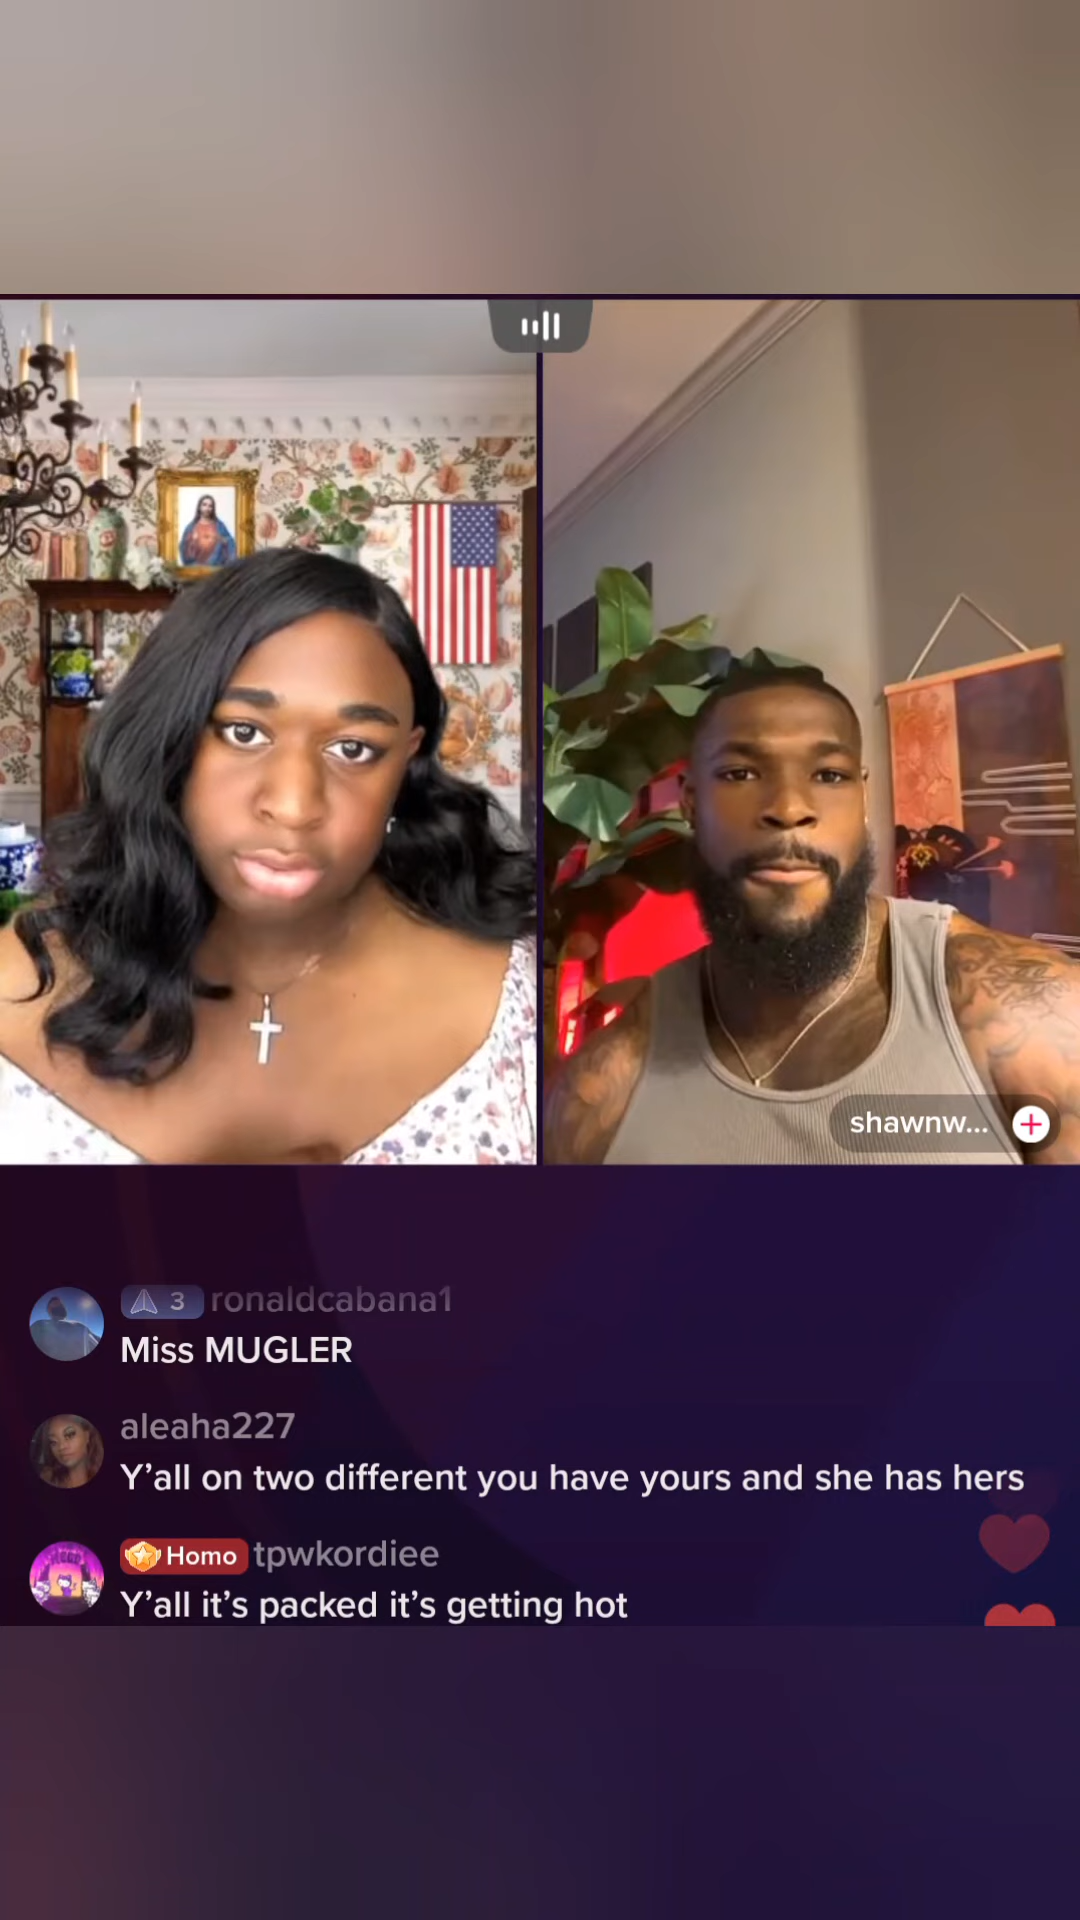 shawnw...
3 ronaldcabana1
Miss MUGLER
aleaha227
Y’all on two different you have yours and she has hers
Homo tpwkordiee
Y’all it’s packed it’s getting hot